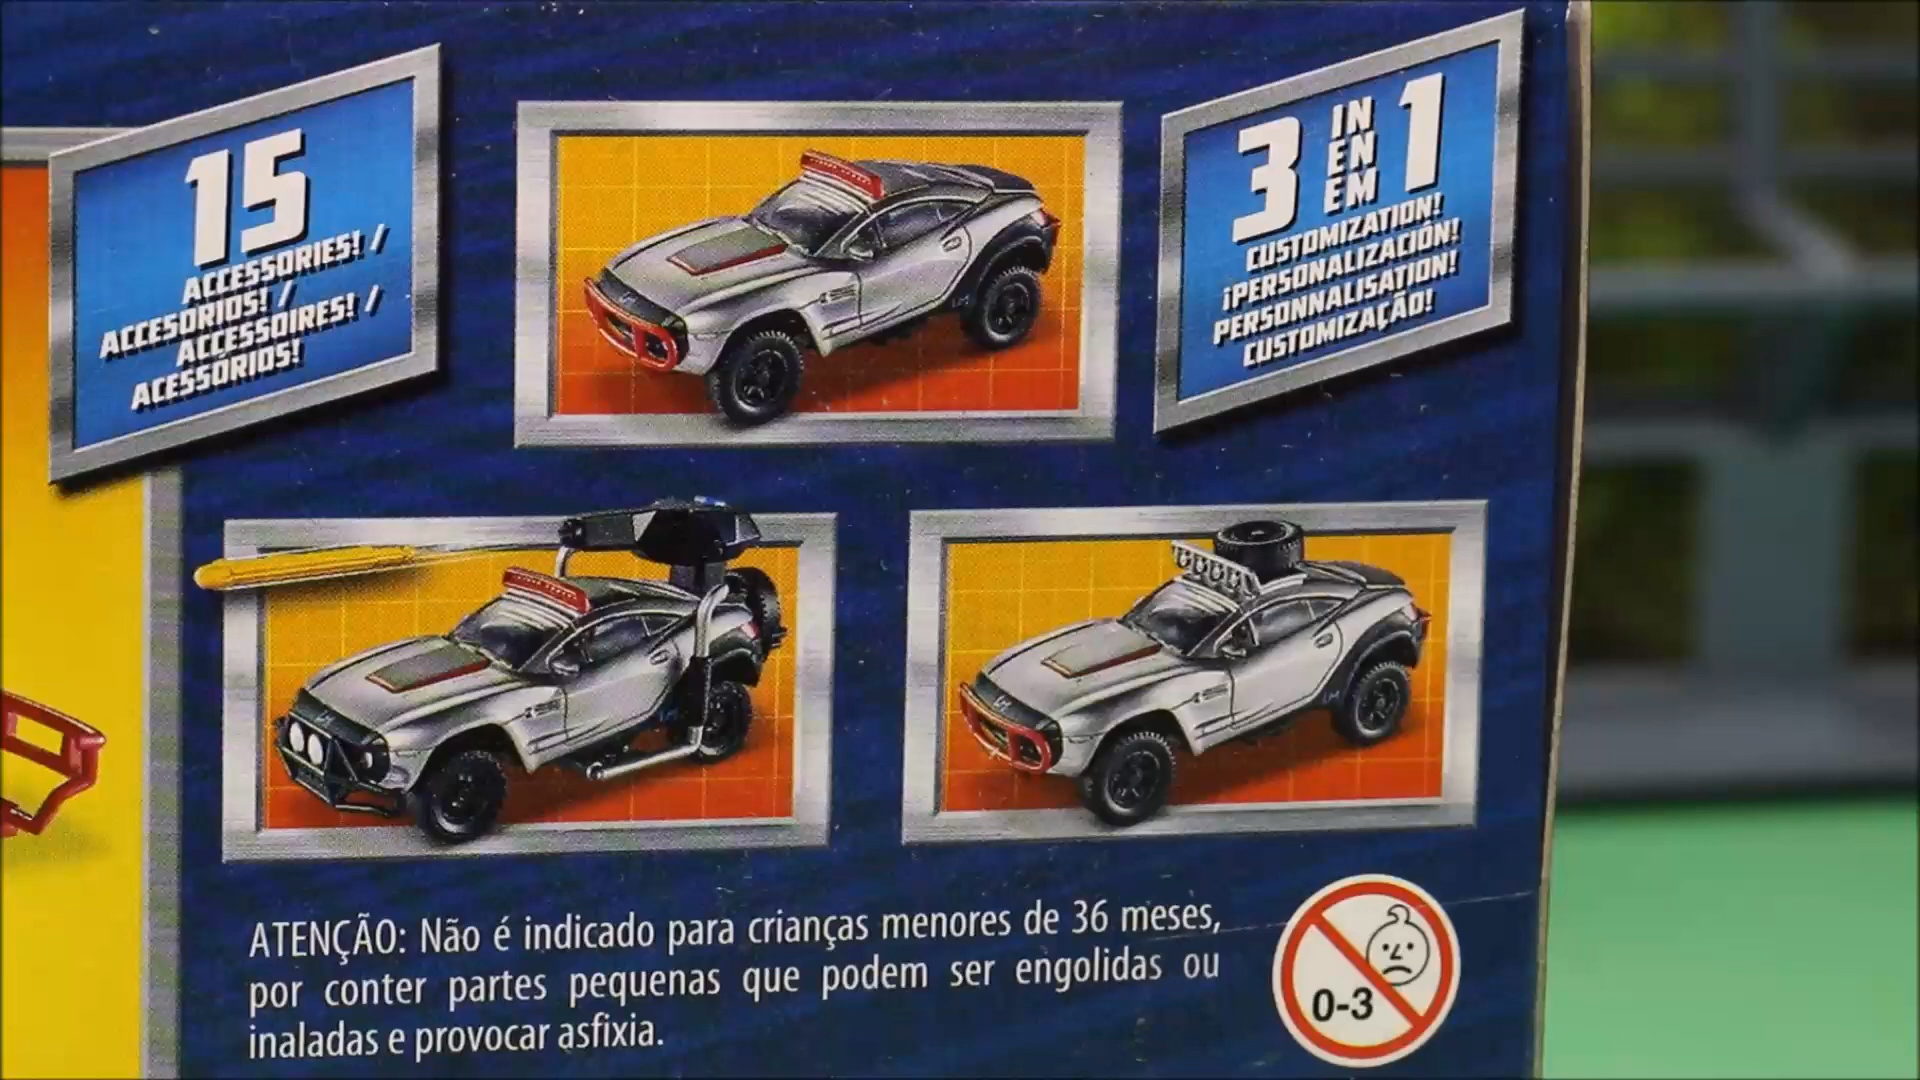 15
ACCESSORIES! /
ACCESORIOS! /
ACCESSOIRES! /
ACESSÓRIOS!
3 IN EN EM 1
CUSTOMIZATION!
¡PERSONALIZACIÓN!
PERSONNALISATION!
CUSTOMIZAÇÃO!
ATENÇÃO: Não é indicado para crianças menores de 36 meses,
por conter partes pequenas que podem ser engolidas ou
inaladas e provocar asfixia.
0-3